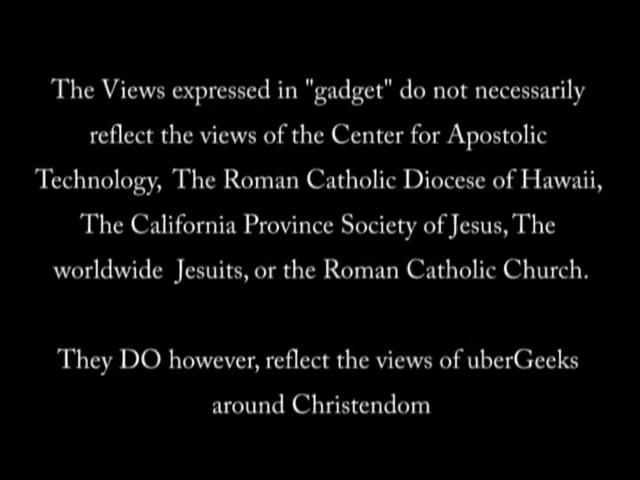 The Views expressed in "gadget" do not necessarily
reflect the views of the Center for Apostolic
Technology, The Roman Catholic Diocese of Hawaii,
The California Province Society of Jesus, The
worldwide Jesuits, or the Roman Catholic Church.
They DO however, reflect the views of uberGeeks
around Christendom